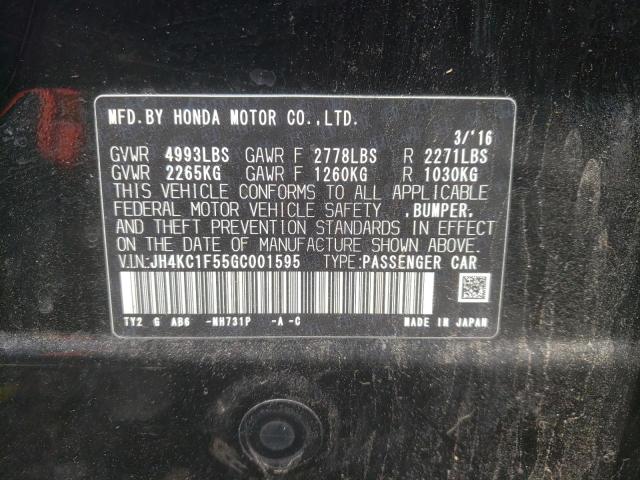 MFD.BY HONDA MOTOR CO.,LTD.
3/'16
GVWR 4993LBS GAWR F 2778LBS R 2271LBS
GVWR 2265KG GAWR F 1260KG R 1030KG
THIS VEHICLE CONFORMS TO ALL APPLICABLE
FEDERAL MOTOR VEHICLE SAFETY ,BUMPER,
AND THEFT PREVENTION STANDARDS IN EFFECT
ON THE DATE OF MANUFACTURE SHOWN ABOVE.
V.I.N:JH4KC1F55GC001595 TYPE:PASSENGER CAR
TY2 G AB6 -NH731P -A -C MADE IN JAPAN